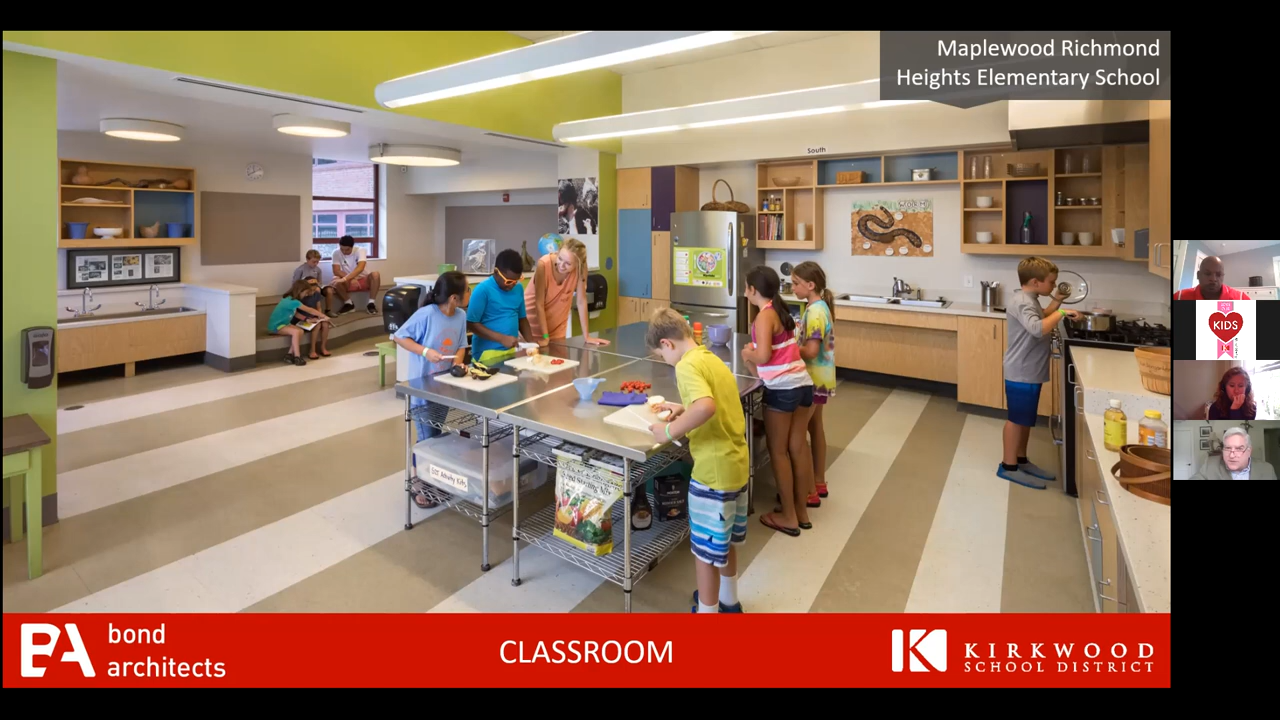 Maplewood Richmond
Heights Elementary School
South
KIDS
bond
architects
CLASSROOM
KIRKWOOD
SCHOOL DISTRICT